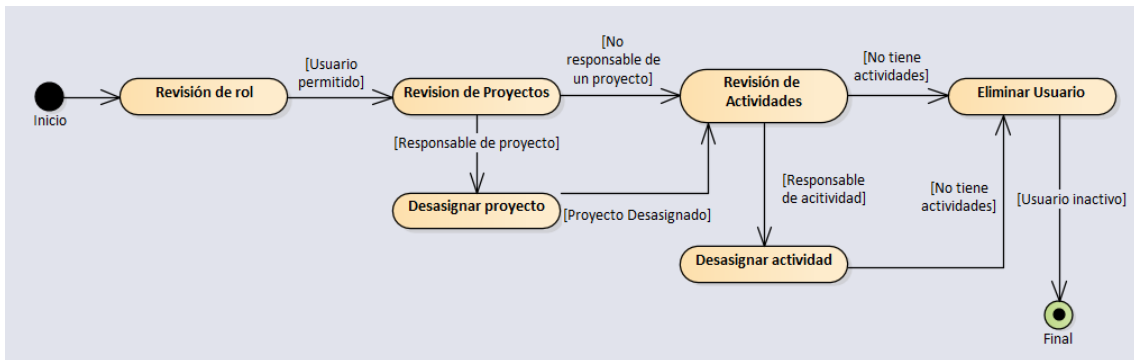 Inicio
Revisión de rol
[Usuario
permitido]
Revision de Proyectos
[No
responsable de
un proyecto]
Revisión de
Actividades
[No tiene
actividades]
Eliminar Usuario
[Responsable de proyecto]
Desasignar proyecto
[Proyecto Desasignado]
[Responsable
de acitividad]
Desasignar actividad
[No tiene
actividades]
[Usuario inactivo]
Final